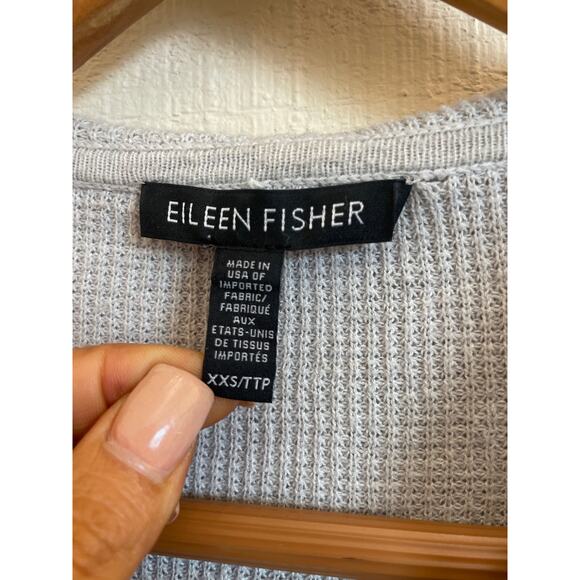 EILEEN FISHER
MADE IN
USA OF
IMPORTED
FABRIC/
FABRIQUÉ
AUX
ETATS-UNIS
DE TISSUS
IMPORTÉS
XXS/TTP